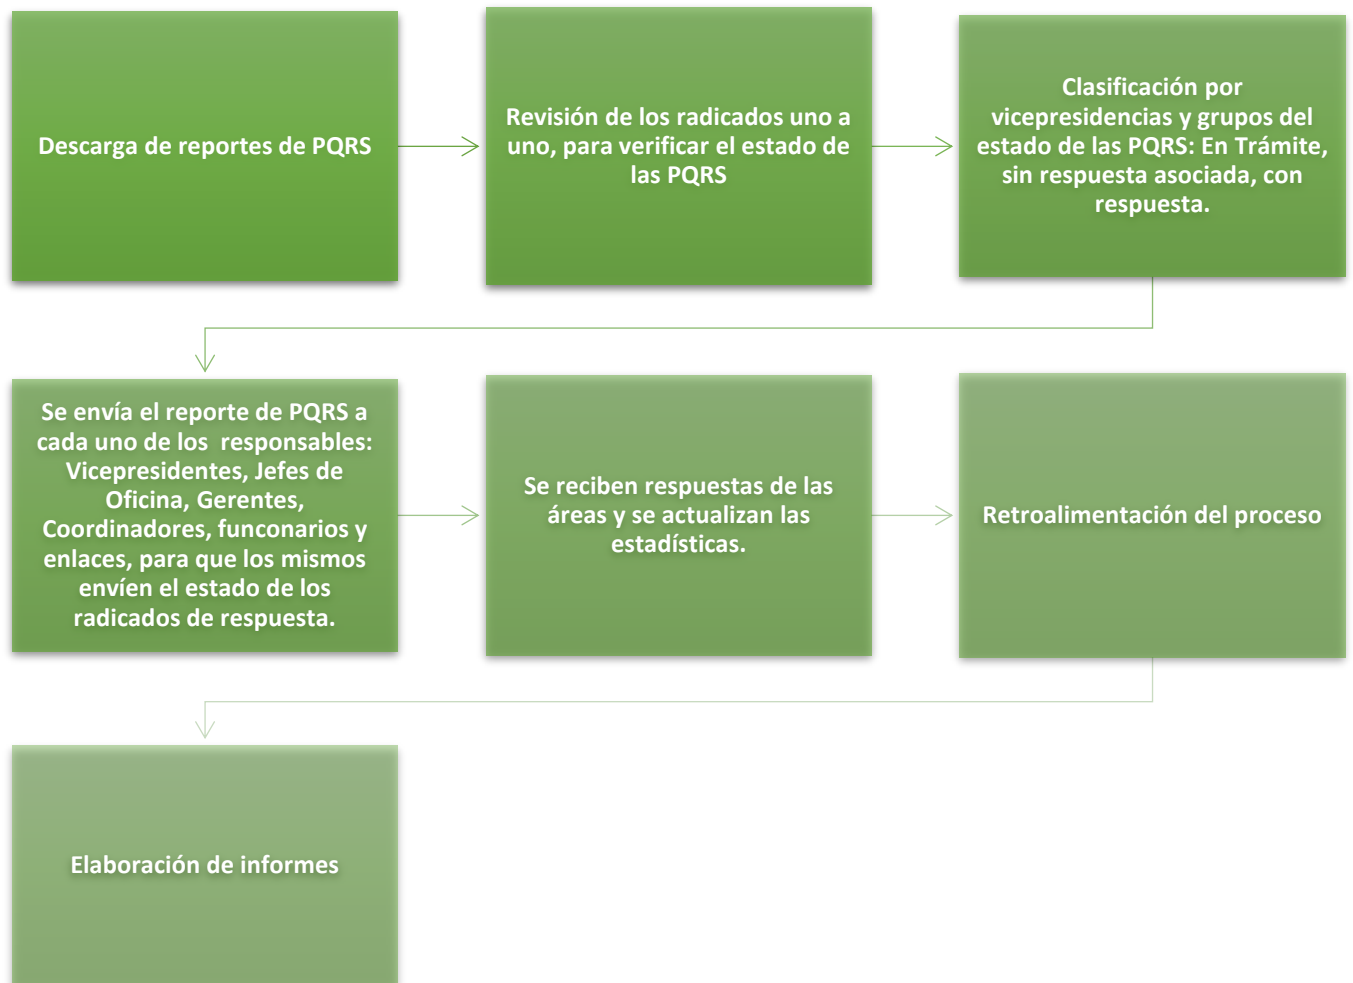 Descarga de reportes de PQRS
Revisión de los radicados uno a
uno, para verificar el estado de
las PQRS
Clasificación por
vicepresidencias y grupos del
estado de las PQRS: En Trámite,
sin respuesta asociada, con
respuesta.
Se envía el reporte de PQRS a
cada uno de los  responsables:
Vicepresidentes, Jefes de
Oficina, Gerentes,
Coordinadores, funconarios y
enlaces, para que los mismos
envíen el estado de los
radicados de respuesta.
Se reciben respuestas de las
áreas y se actualizan las
estadísticas.
Retroalimentación del proceso
Elaboración de informes